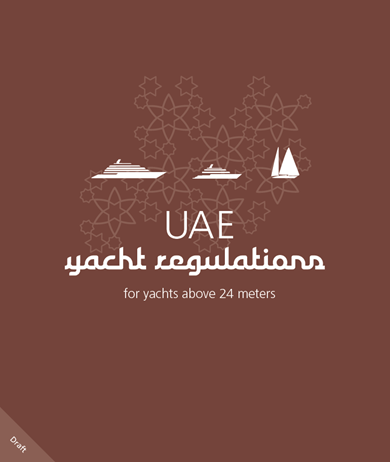 UAE
yacht regulations
for yachts above 24 meters
Draft